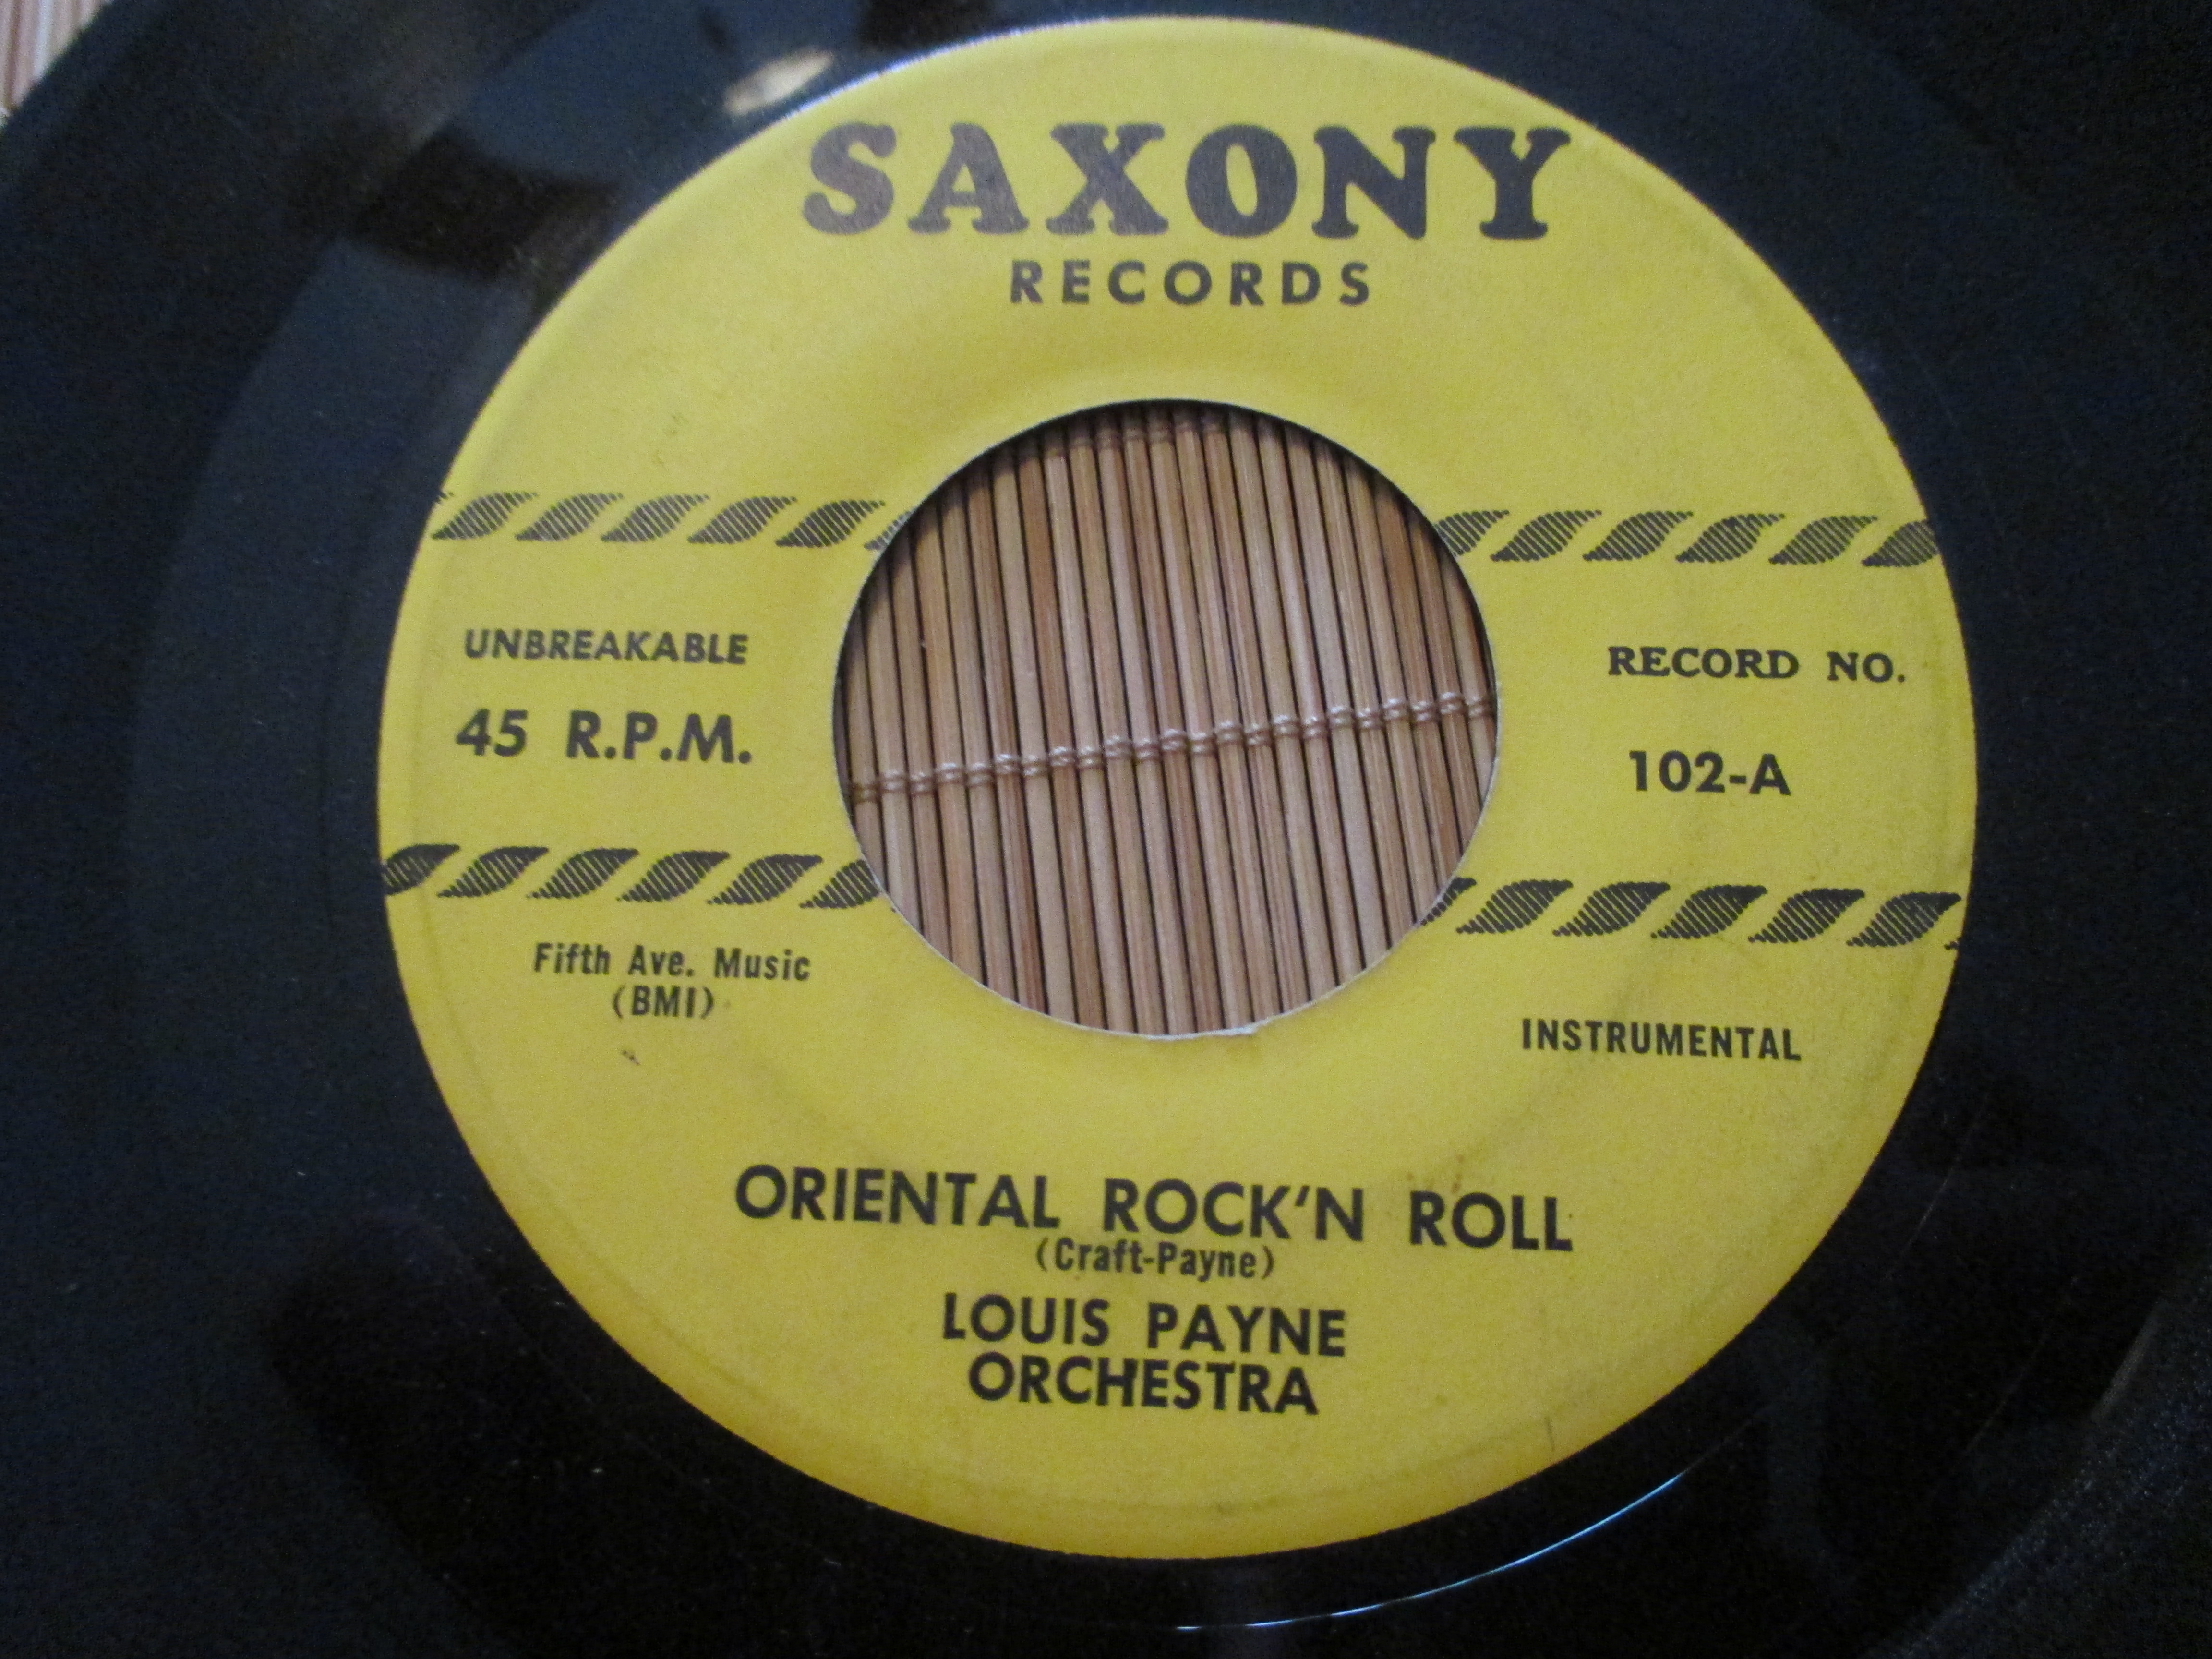 SAXONY
RECORDS
UNBREAKABLE
45 R.P.M.
RECORD NO.
102-A
Fifth Ave. Music
(BMI)
INSTRUMENTAL
ORIENTAL ROCK'N ROLL
(Craft-Payne)
LOUIS PAYNE
ORCHESTRA